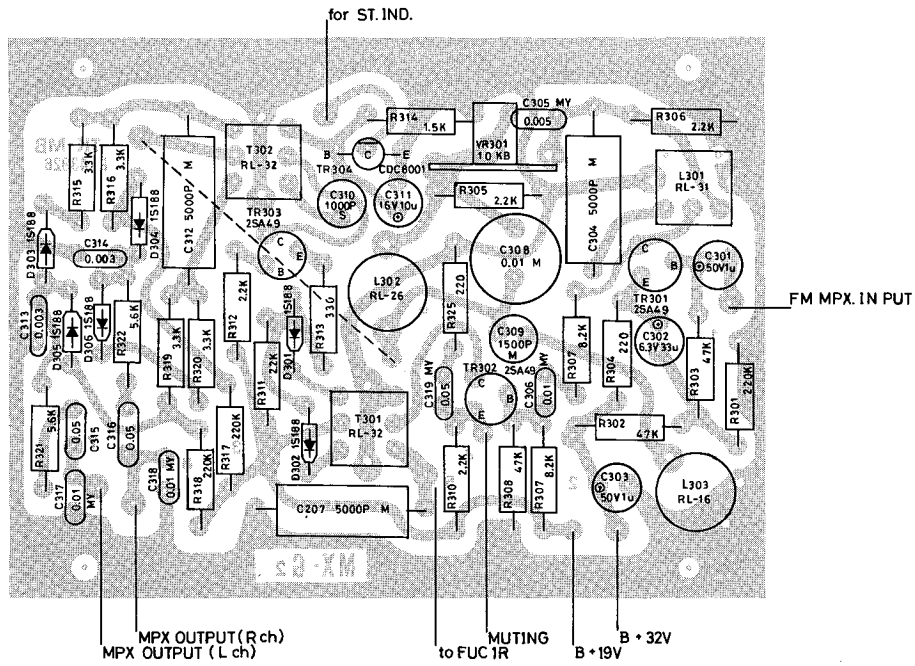 for ST. IND.
C305 MY
0.005
R314
1.5K
VR301
10 KB
R306
2.2K
T302
RL-32
B
C
E
TR304
CDC8001
R315
3.3K
R316
3.3K
M
C312 5000P
C310
1000P
S
C311
16V10u
R305
2.2K
M
C304 5000P
L301
RL-31
D303 1S188
D304 1S188
C314
0.003
TR303
2SA49
C
E
B
L302
RL-26
C308
0.01 M
C
B
E
C301
50V1u
TR301
2SA49
C302
6.3V33u
FM MPX. IN PUT
C313
0.003
D305 1S188
D306 1S188
R322
5.6K
R319
3.3K
R320
3.3K
R312
2.2K
R311
2.2K
D301 1S188
R313
R325
220
C309
1500P
M
R307
8.2K
R304
220
R303
47K
R301
220K
TR302
2SA49
C
B
E
C319 MY
0.05
C306 MY
0.01
R321
5.6K
0.05
C315
C316
0.05
C317
0.01
MY
C318
0.01 MY
R318
220K
R317
220K
D302 1S188
T301
RL-32
R302
47K
R310
2.2K
R308
47K
R307
8.2K
C303
50V1u
L303
RL-16
C207 5000P M
MX-G2
MPX OUTPUT (R ch)
MPX OUTPUT (L ch)
MUTING
to FUC 1R
B + 19V
B + 32V